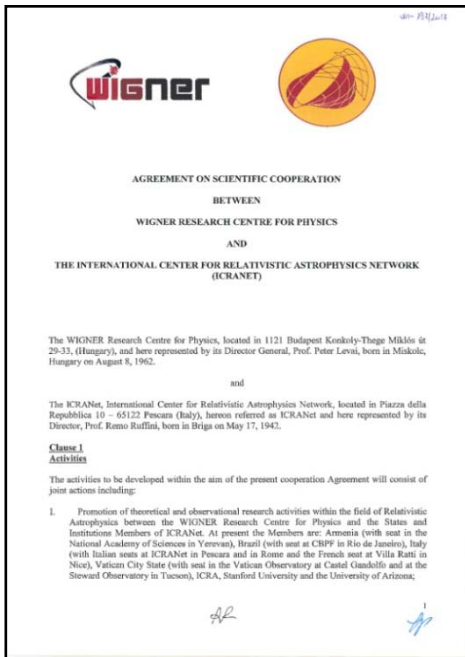 wigner
AGREEMENT ON SCIENTIFIC COOPERATION
BETWEEN
WIGNER RESEARCH CENTRE FOR PHYSICS
AND
THE INTERNATIONAL CENTER FOR RELATIVISTIC ASTROPHYSICS NETWORK
(ICRANET)
The WIGNER Research Centre for Physics, located in 1121 Budapest Konkoly-Thege Miklós út
29-33, (Hungary), and here represented by its Director General, Prof. Peter Levai, born in Miskolc,
Hungary on August 8, 1962.
and
The ICRANet, International Center for Relativistic Astrophysics Network, located in Piazza della
Repubblica 10 – 65122 Pescara (Italy), hereon referred as ICRANet and here represented by its
Director, Prof. Remo Ruffini, born in Briga on May 17, 1942.
Clause 1
Activities
The activities to be developed within the aim of the present cooperation Agreement will consist of
joint actions including:
1. Promotion of theoretical and observational research activities within the field of Relativistic
Astrophysics between the WIGNER Research Centre for Physics and the States and
Institutions Members of ICRANet. At present the Members are: Armenia (with seat in the
National Academy of Sciences in Yerevan), Brazil (with seat at CBPF in Rio de Janeiro), Italy
(with Italian seats at ICRANet in Pescara and in Rome and the French seat at Villa Ratti in
Nice), Vatican City State (with seat in the Vatican Observatory at Castel Gandolfo and at the
Steward Observatory in Tucson), ICRA, Stanford University and the University of Arizona;
1